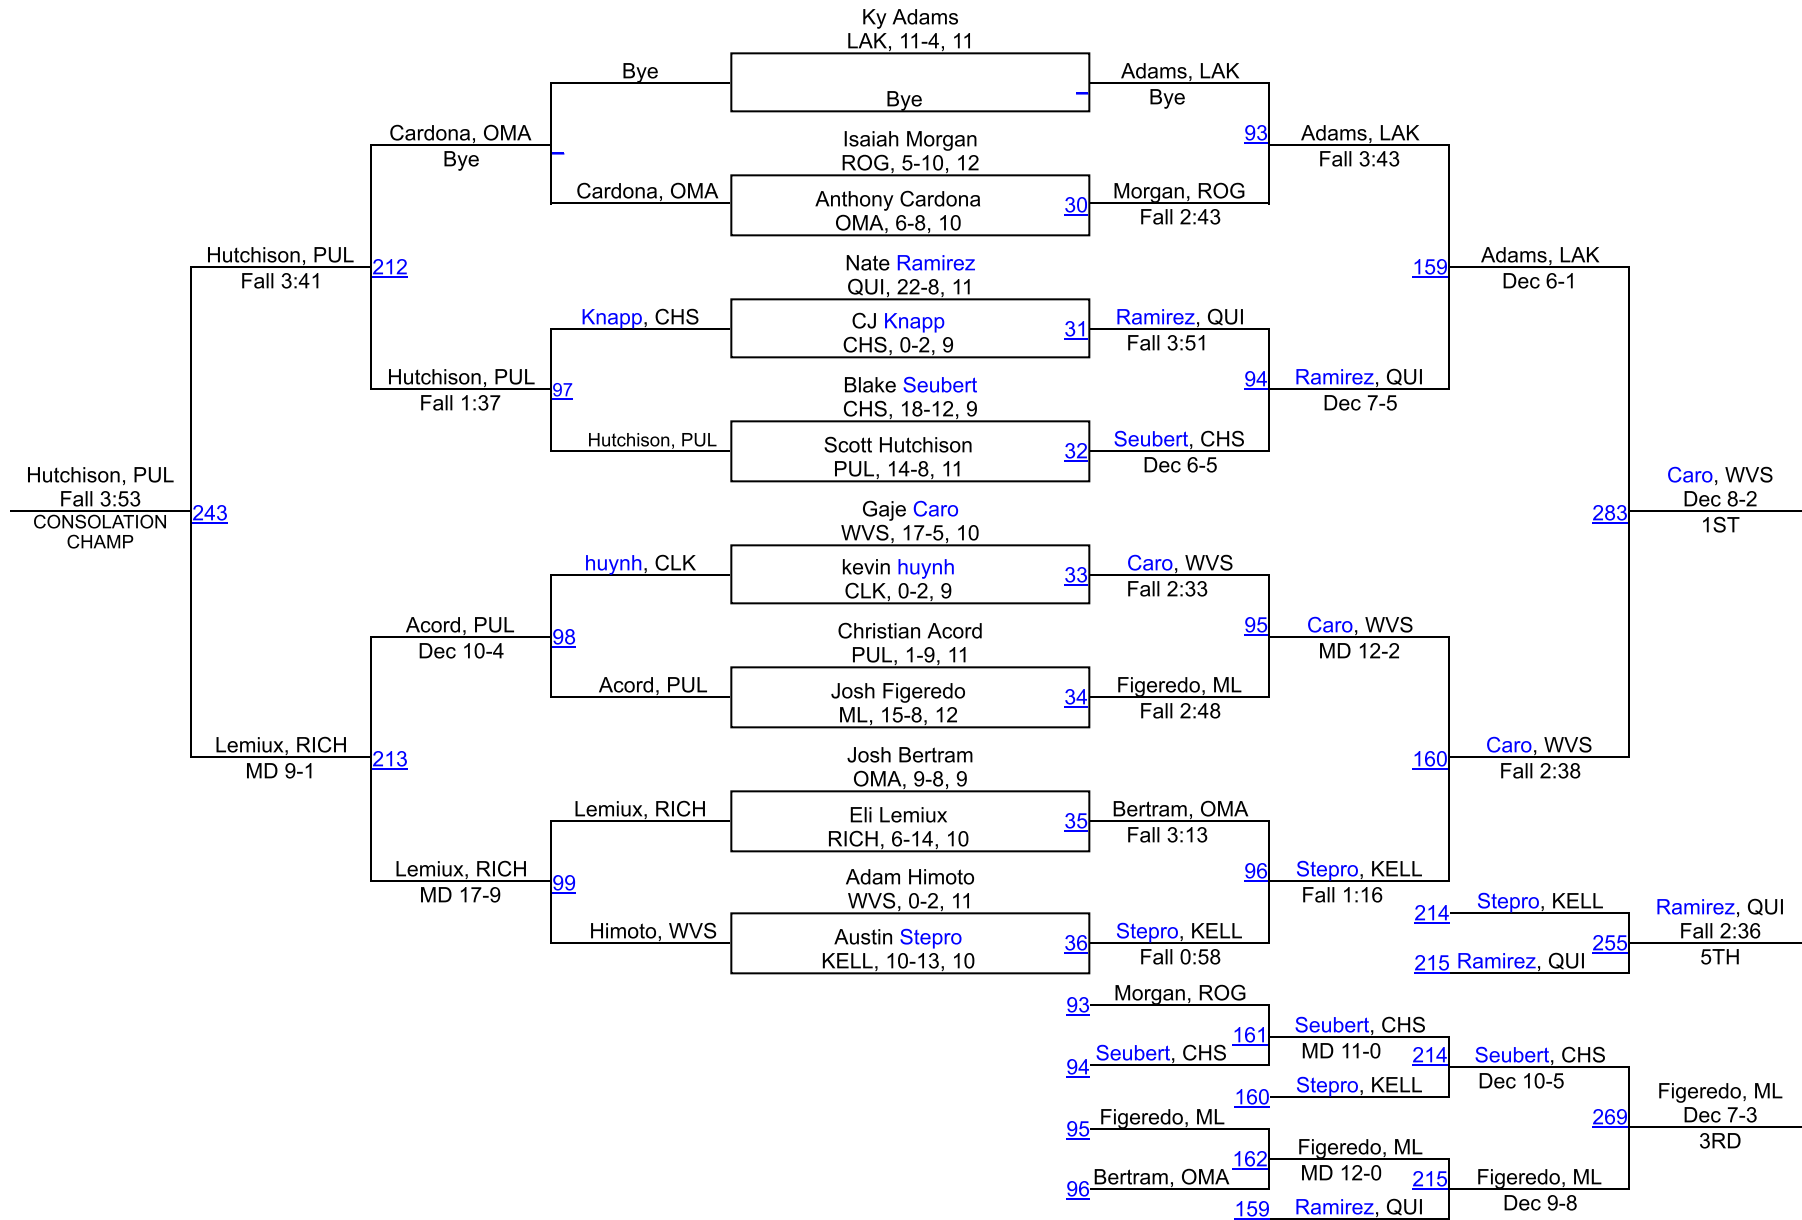 Ky Adams
LAK, 11-4, 11
Bye
Bye
Adams, LAK
Bye
Cardona, OMA
Bye
Isaiah Morgan
ROG, 5-10, 12
93
Adams, LAK
Fall 3:43
Cardona, OMA
Anthony Cardona
OMA, 6-8, 10
30
Morgan, ROG
Fall 2:43
Hutchison, PUL
Fall 3:41
212
Nate Ramirez
QUI, 22-8, 11
159
Adams, LAK
Dec 6-1
Knapp, CHS
CJ Knapp
CHS, 0-2, 9
31
Ramirez, QUI
Fall 3:51
Hutchison, PUL
Fall 1:37
97
Blake Seubert
CHS, 18-12, 9
94
Ramirez, QUI
Dec 7-5
Hutchison, PUL
Scott Hutchison
PUL, 14-8, 11
32
Seubert, CHS
Dec 6-5
Hutchison, PUL
Fall 3:53
CONSOLATION
CHAMP
243
Gaje Caro
WVS, 17-5, 10
283
Caro, WVS
Dec 8-2
1ST
huynh, CLK
kevin huynh
CLK, 0-2, 9
33
Caro, WVS
Fall 2:33
Acord, PUL
Dec 10-4
98
Christian Acord
PUL, 1-9, 11
95
Caro, WVS
MD 12-2
Acord, PUL
Josh Figeredo
ML, 15-8, 12
34
Figeredo, ML
Fall 2:48
Lemiux, RICH
MD 9-1
213
Josh Bertram
OMA, 9-8, 9
160
Caro, WVS
Fall 2:38
Lemiux, RICH
Eli Lemiux
RICH, 6-14, 10
35
Bertram, OMA
Fall 3:13
Lemiux, RICH
MD 17-9
99
Adam Himoto
WVS, 0-2, 11
96
Stepro, KELL
Fall 1:16
Himoto, WVS
Austin Stepro
KELL, 10-13, 10
36
Stepro, KELL
Fall 0:58
214
Stepro, KELL
215
Ramirez, QUI
255
Ramirez, QUI
Fall 2:36
5TH
93
Morgan, ROG
94
Seubert, CHS
161
Seubert, CHS
MD 11-0
160
Stepro, KELL
214
Seubert, CHS
Dec 10-5
95
Figeredo, ML
96
Bertram, OMA
162
Figeredo, ML
MD 12-0
159
Ramirez, QUI
215
Figeredo, ML
Dec 9-8
269
Figeredo, ML
Dec 7-3
3RD